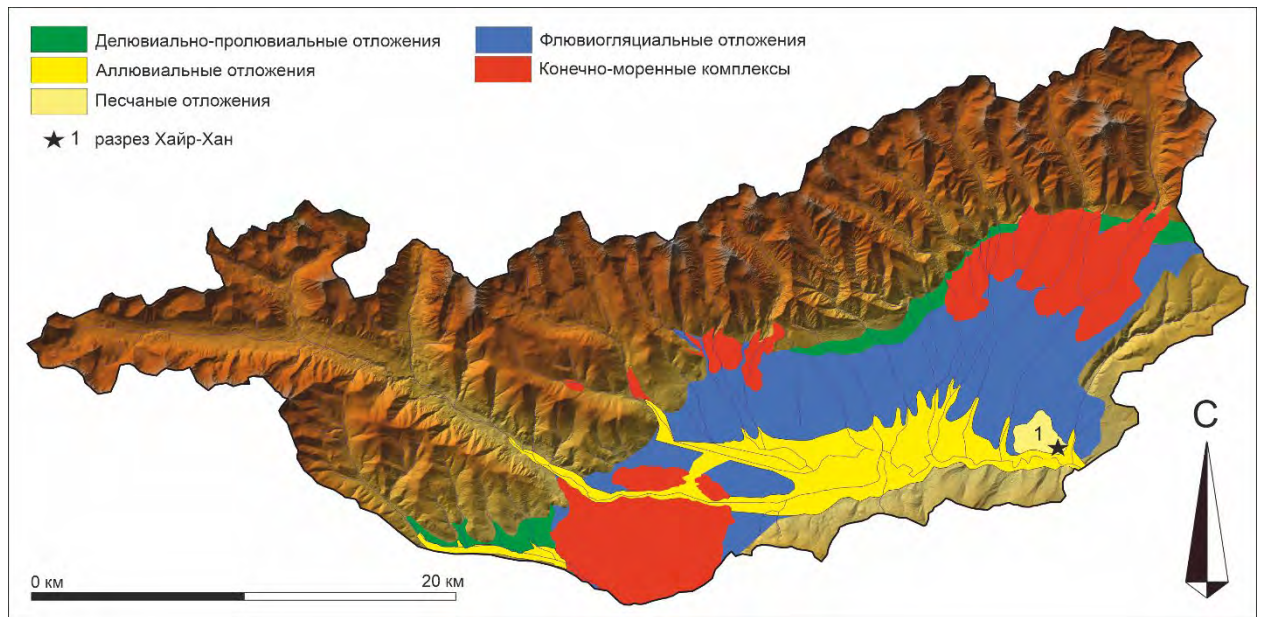 Делювиально-пролювиальные отложения
Аллювиальные отложения
Песчаные отложения
★ 1 разрез Хайр-Хан
Флювиогляциальные отложения
Конечно-моренные комплексы
1
С
0 км
20 км